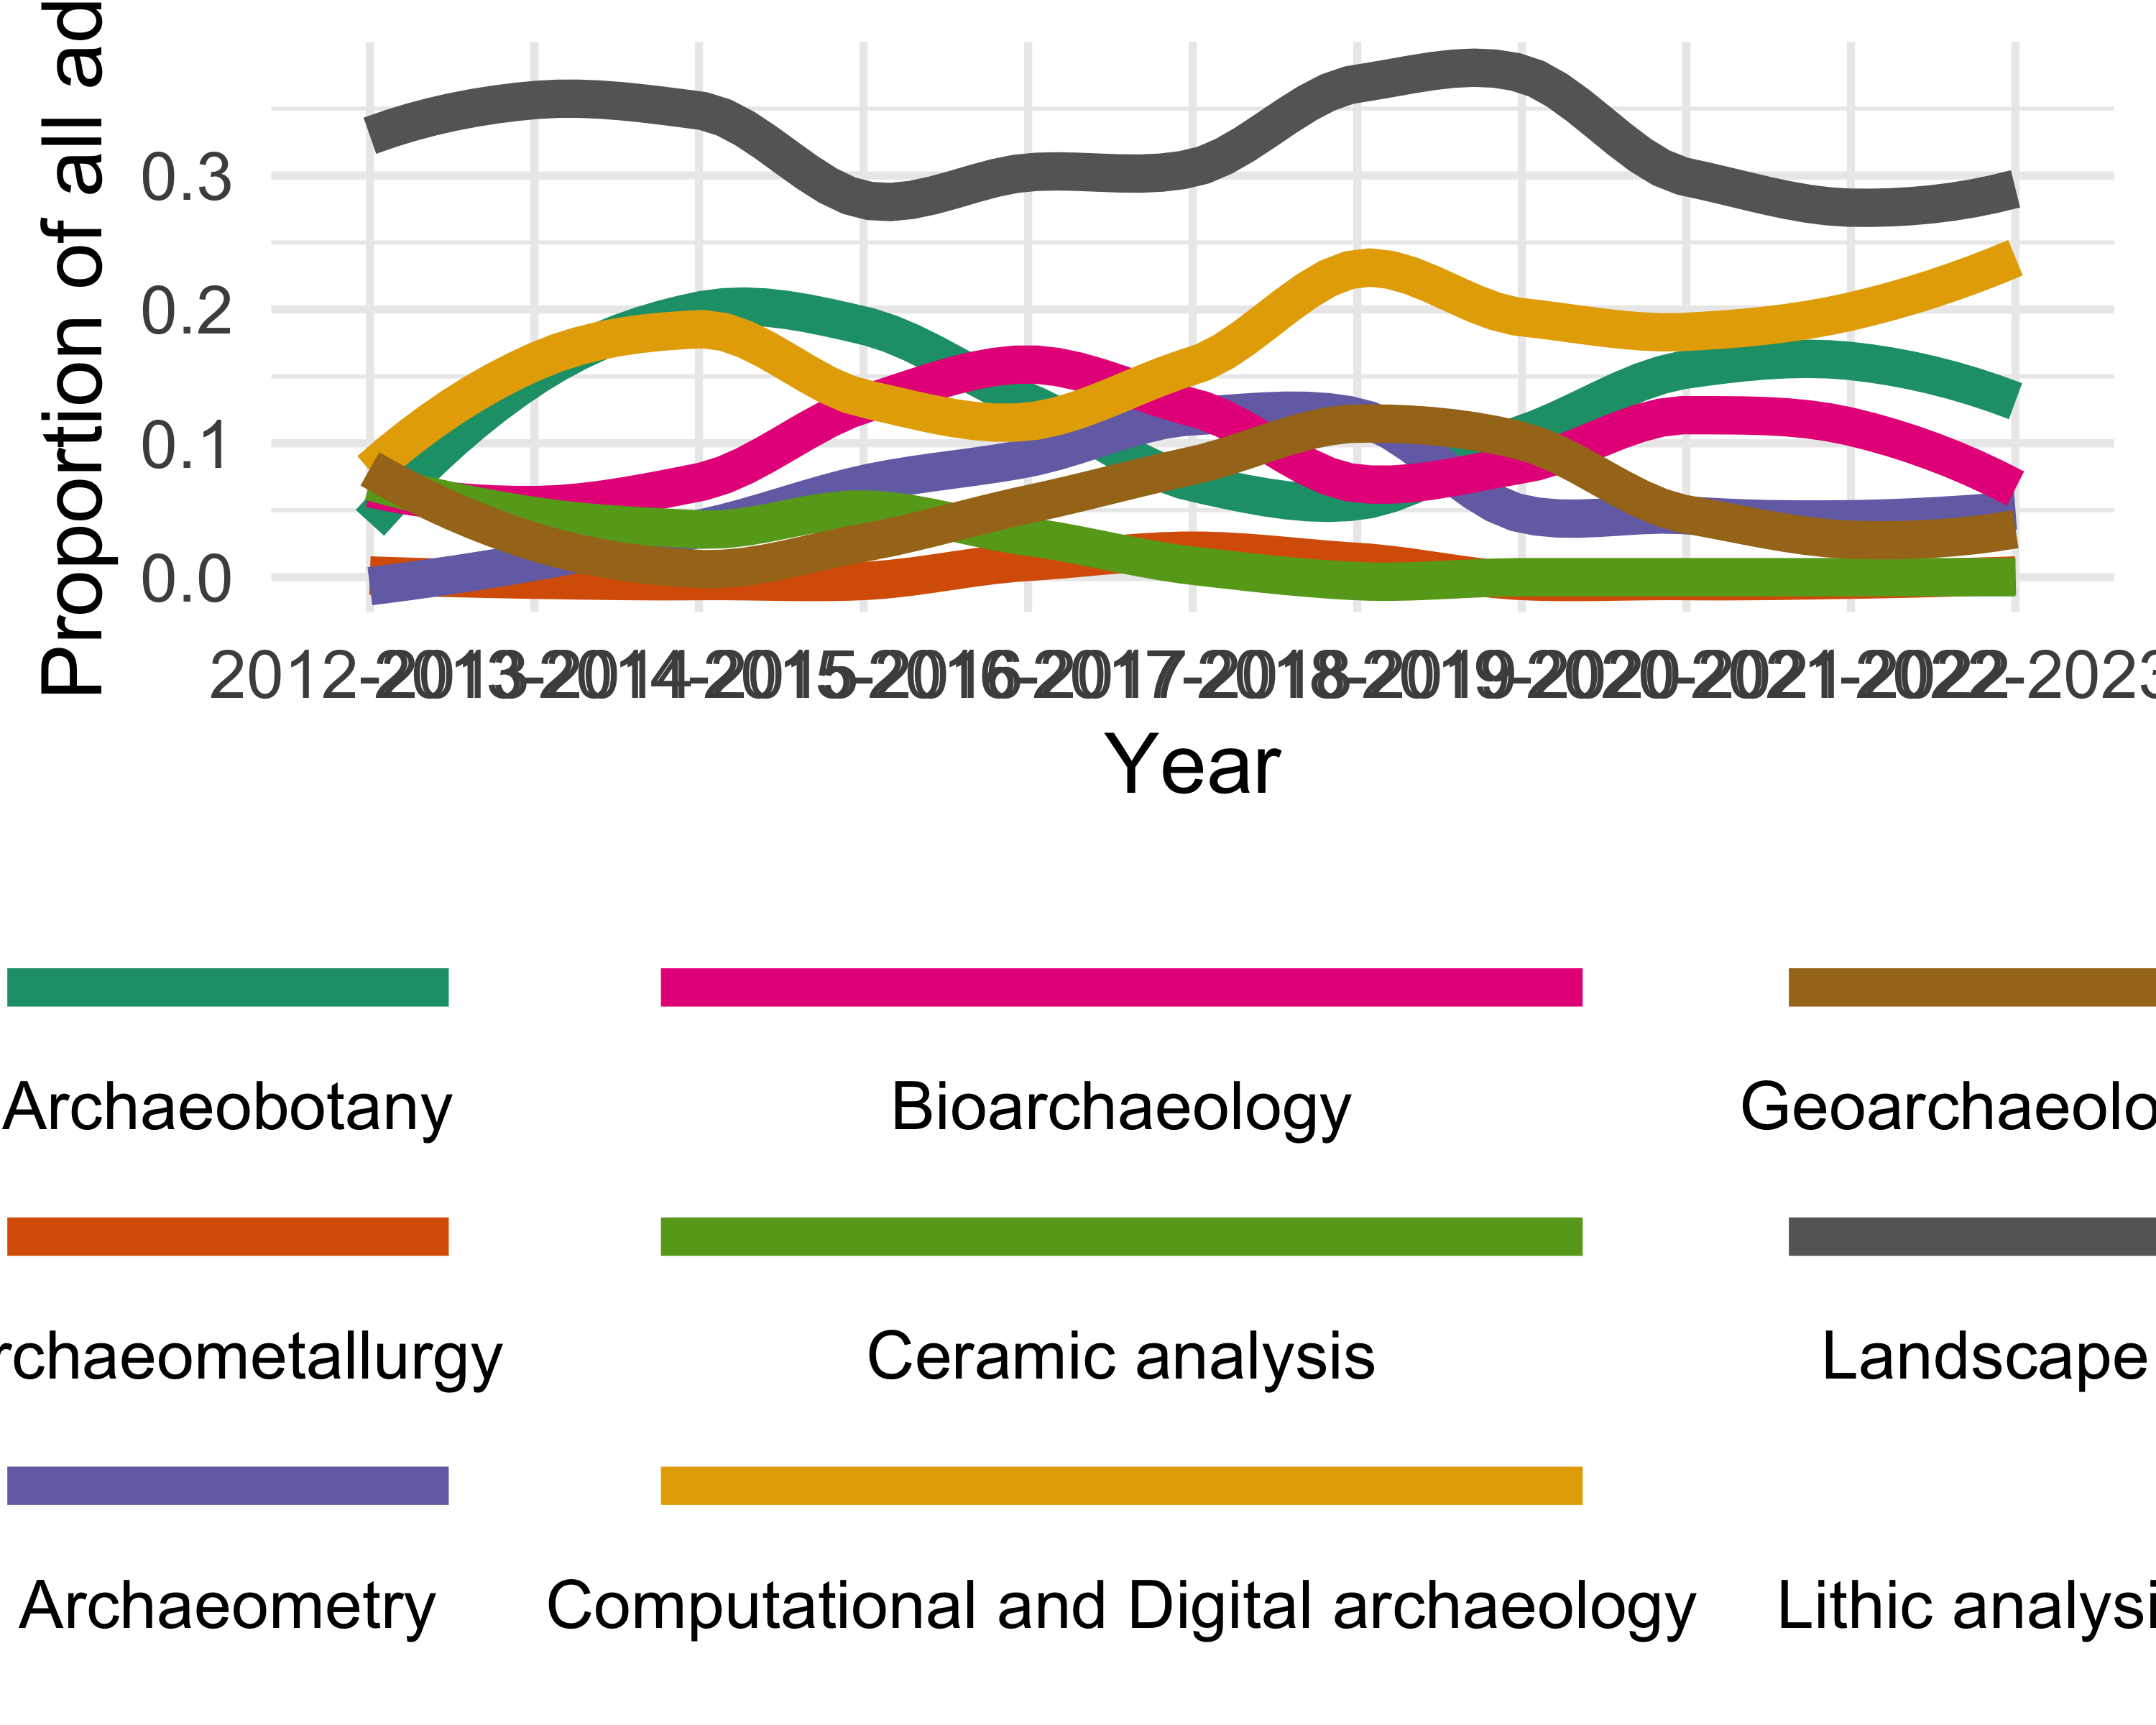 Proportion of all ad
0.3
0.2
0.1
0.0
2012-2013 2013-2014 2014-2015 2015-2016 2016-2017 2017-2018 2018-2019 2019-2020 2020-2021 2021-2022 2022-2023
Year
Archaeobotany Bioarchaeology Geoarchaeolo
rchaeometallurgy Ceramic analysis Landscape
Archaeometry Computational and Digital archaeology Lithic analysi